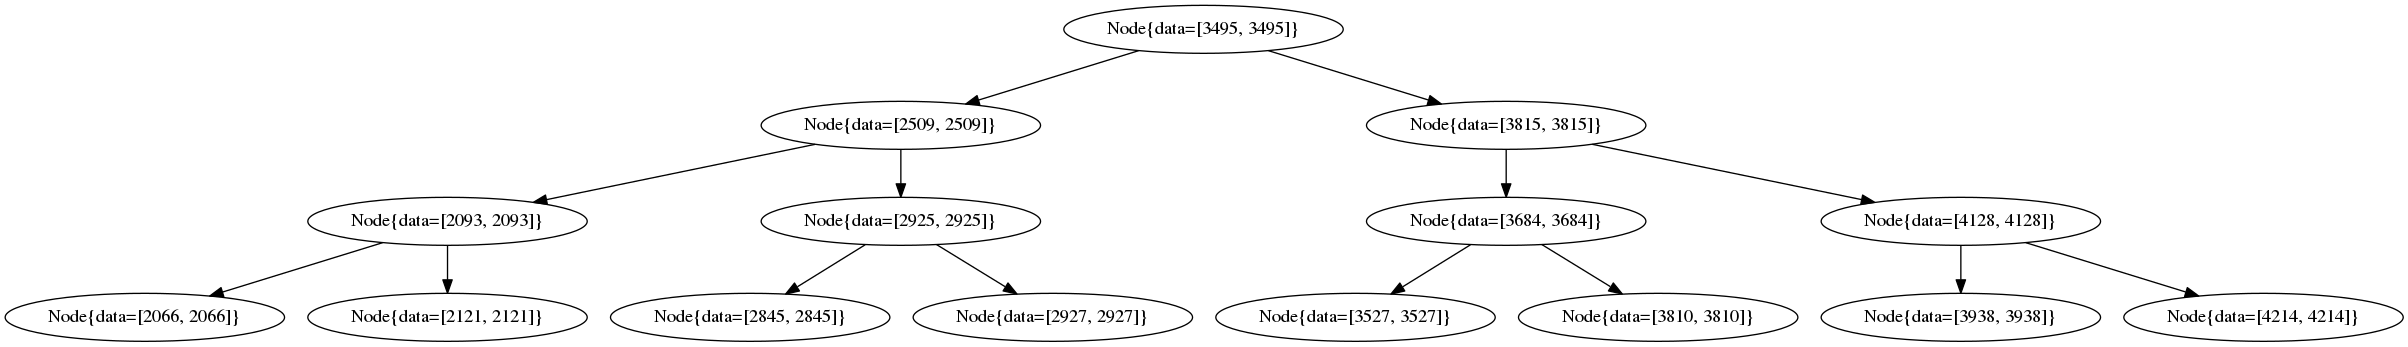 Node{data=[3495, 3495]}
Node{data=[2509, 2509]}
Node{data=[3815, 3815]}
Node{data=[2093, 2093]}
Node{data=[2925, 2925]}
Node{data=[3684, 3684]}
Node{data=[4128, 4128]}
Node{data=[2066, 2066]}
Node{data=[2121, 2121]}
Node{data=[2845, 2845]}
Node{data=[2927, 2927]}
Node{data=[3527, 3527]}
Node{data=[3810, 3810]}
Node{data=[3938, 3938]}
Node{data=[4214, 4214]}